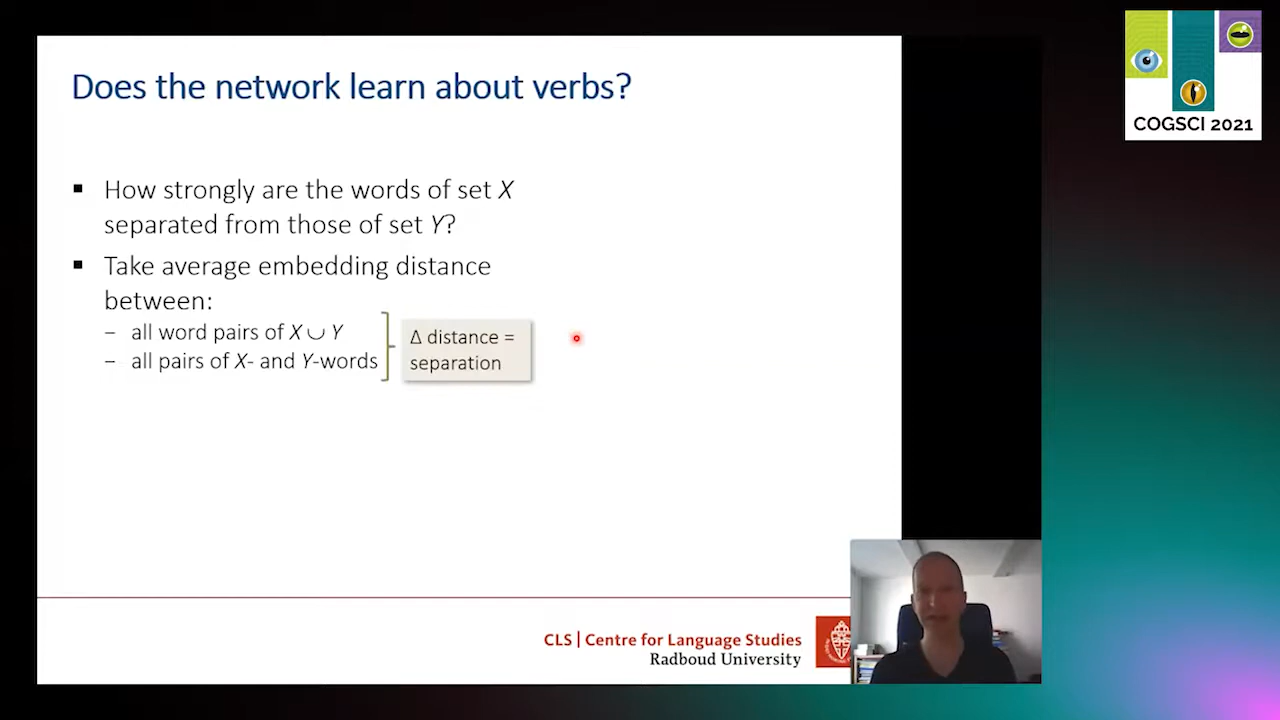 Does the network learn about verbs?
▪ How strongly are the words of set X
separated from those of set Y?
▪ Take average embedding distance
between:
– all word pairs of X ∪ Y
– all pairs of X- and Y-words
Δ distance =
separation
CLS | Centre for Language Studies
Radboud University
COGSCI 2021